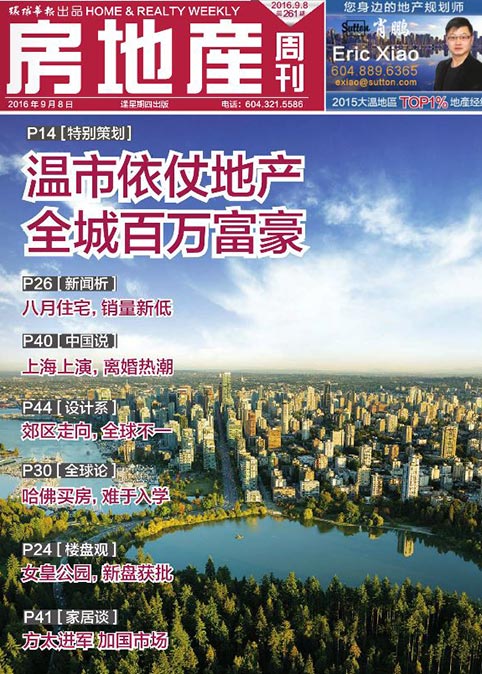 环球华报出品 HOME & REALTY WEEKLY
2016.9.8
第261期
房地產
周刊
2016年9月8日
逢星期四出版
电话：604.321.5586
您身边的地产规划师
Sutton
肖鹏
Eric Xiao
604 889.6365
exiao@sutton.com
2015大温地區 TOP1% 地產經
P14 [特别策划]
温市依仗地产
全城百万富豪
P26 [新闻析]
八月住宅，销量新低
P40 [中国说]
上海上演，离婚热潮
P44 [设计系]
郊区走向，全球不一
P30 [全球论]
哈佛买房，难于入学
P24 [楼盘观]
女皇公园，新盘获批
P41 [家居谈]
方太进军 加国市场